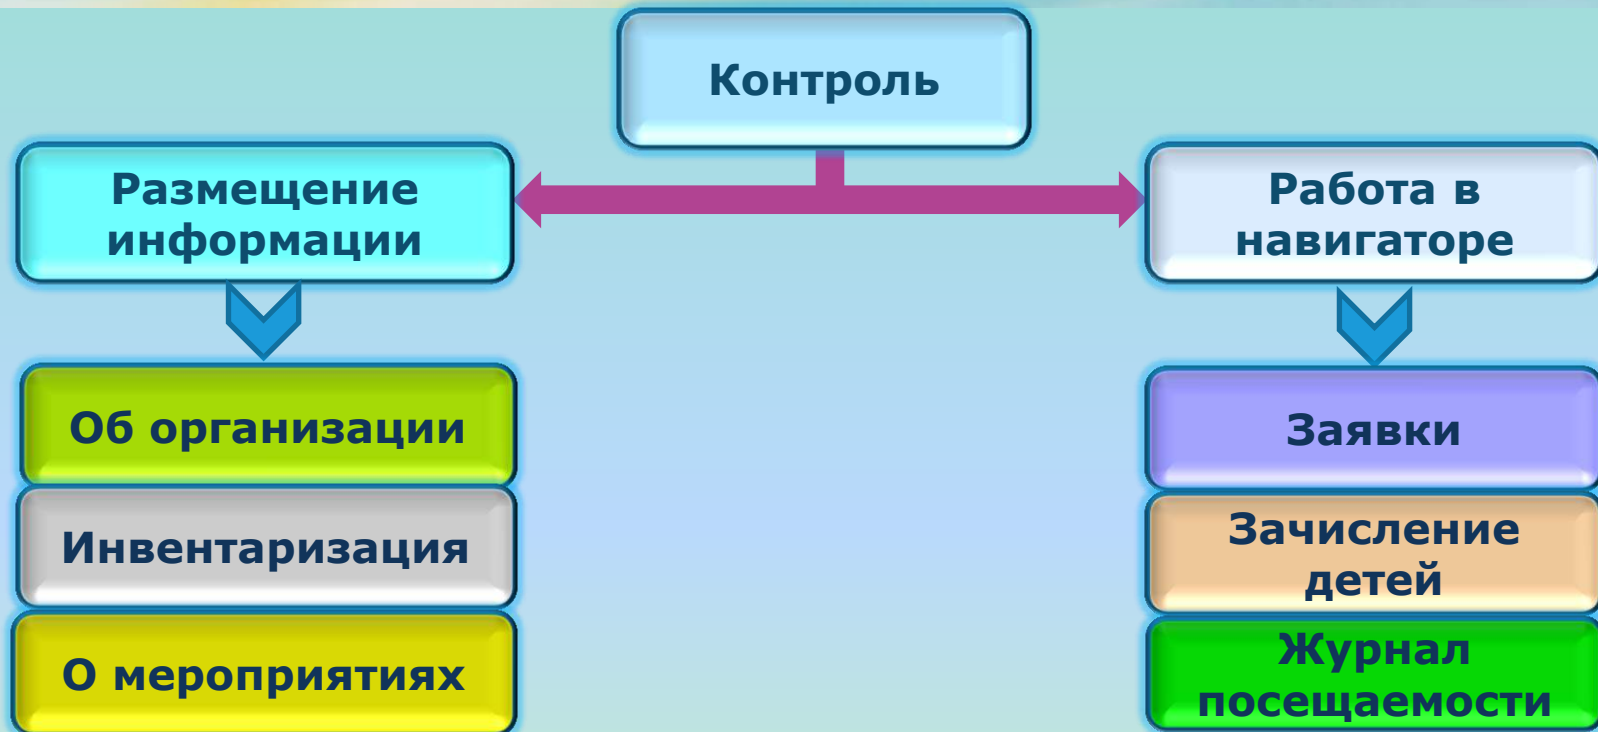 Контроль
Размещение
информации
Работа в
навигаторе
Об организации
Инвентаризация
О мероприятиях
Заявки
Зачисление
детей
Журнал
посещаемости